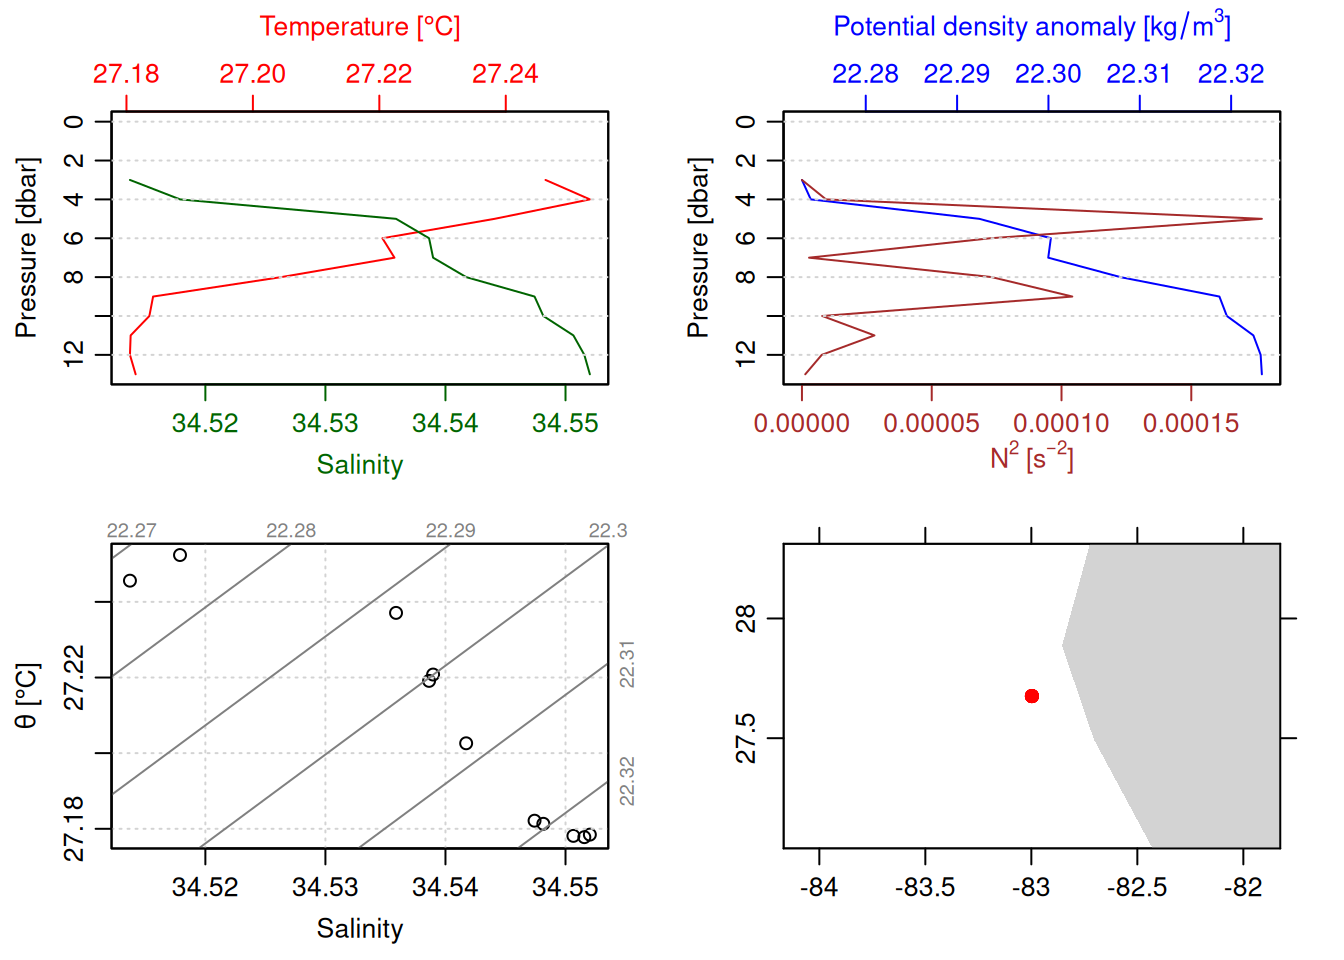 Temperature [°C]
27.18 27.20 27.22 27.24
Pressure [dbar]
0
2
4
6
8
12
34.52 34.53 34.54 34.55
Salinity
Potential density anomaly [kg/m³]
22.28 22.29 22.30 22.31 22.32
Pressure [dbar]
0
2
4
6
8
12
0.00000 0.00005 0.00010 0.00015
N² [s⁻²]
22.27 22.28 22.29 22.3
22.31
22.32
θ [°C]
27.22
27.18
34.52 34.53 34.54 34.55
Salinity
28
27.5
-84 -83.5 -83 -82.5 -82